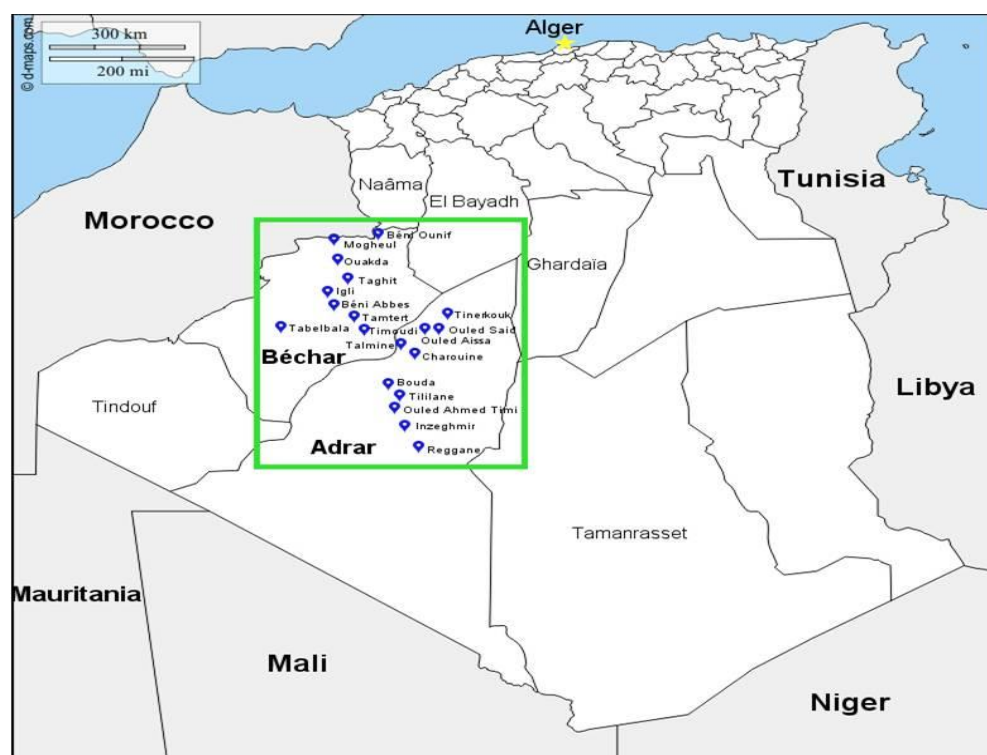 300 km
200 mi
© d-maps.com
Alger
Tunisia
Naâma
El Bayadh
Morocco
Béni Ounif
Mogheul
Ouakda
Ghardaïa
Taghit
Igli
Béni Abbes
Tamtert
Tinerkouk
Tabelbala
Timoudi
Ouled Said
Ouled Aissa
Talmine
Charouine
Béchar
Bouda
Libya
Tililane
Tindouf
Ouled Ahmed Timi
Inzeghmir
Adrar
Reggane
Tamanrasset
Mauritania
Mali
Niger